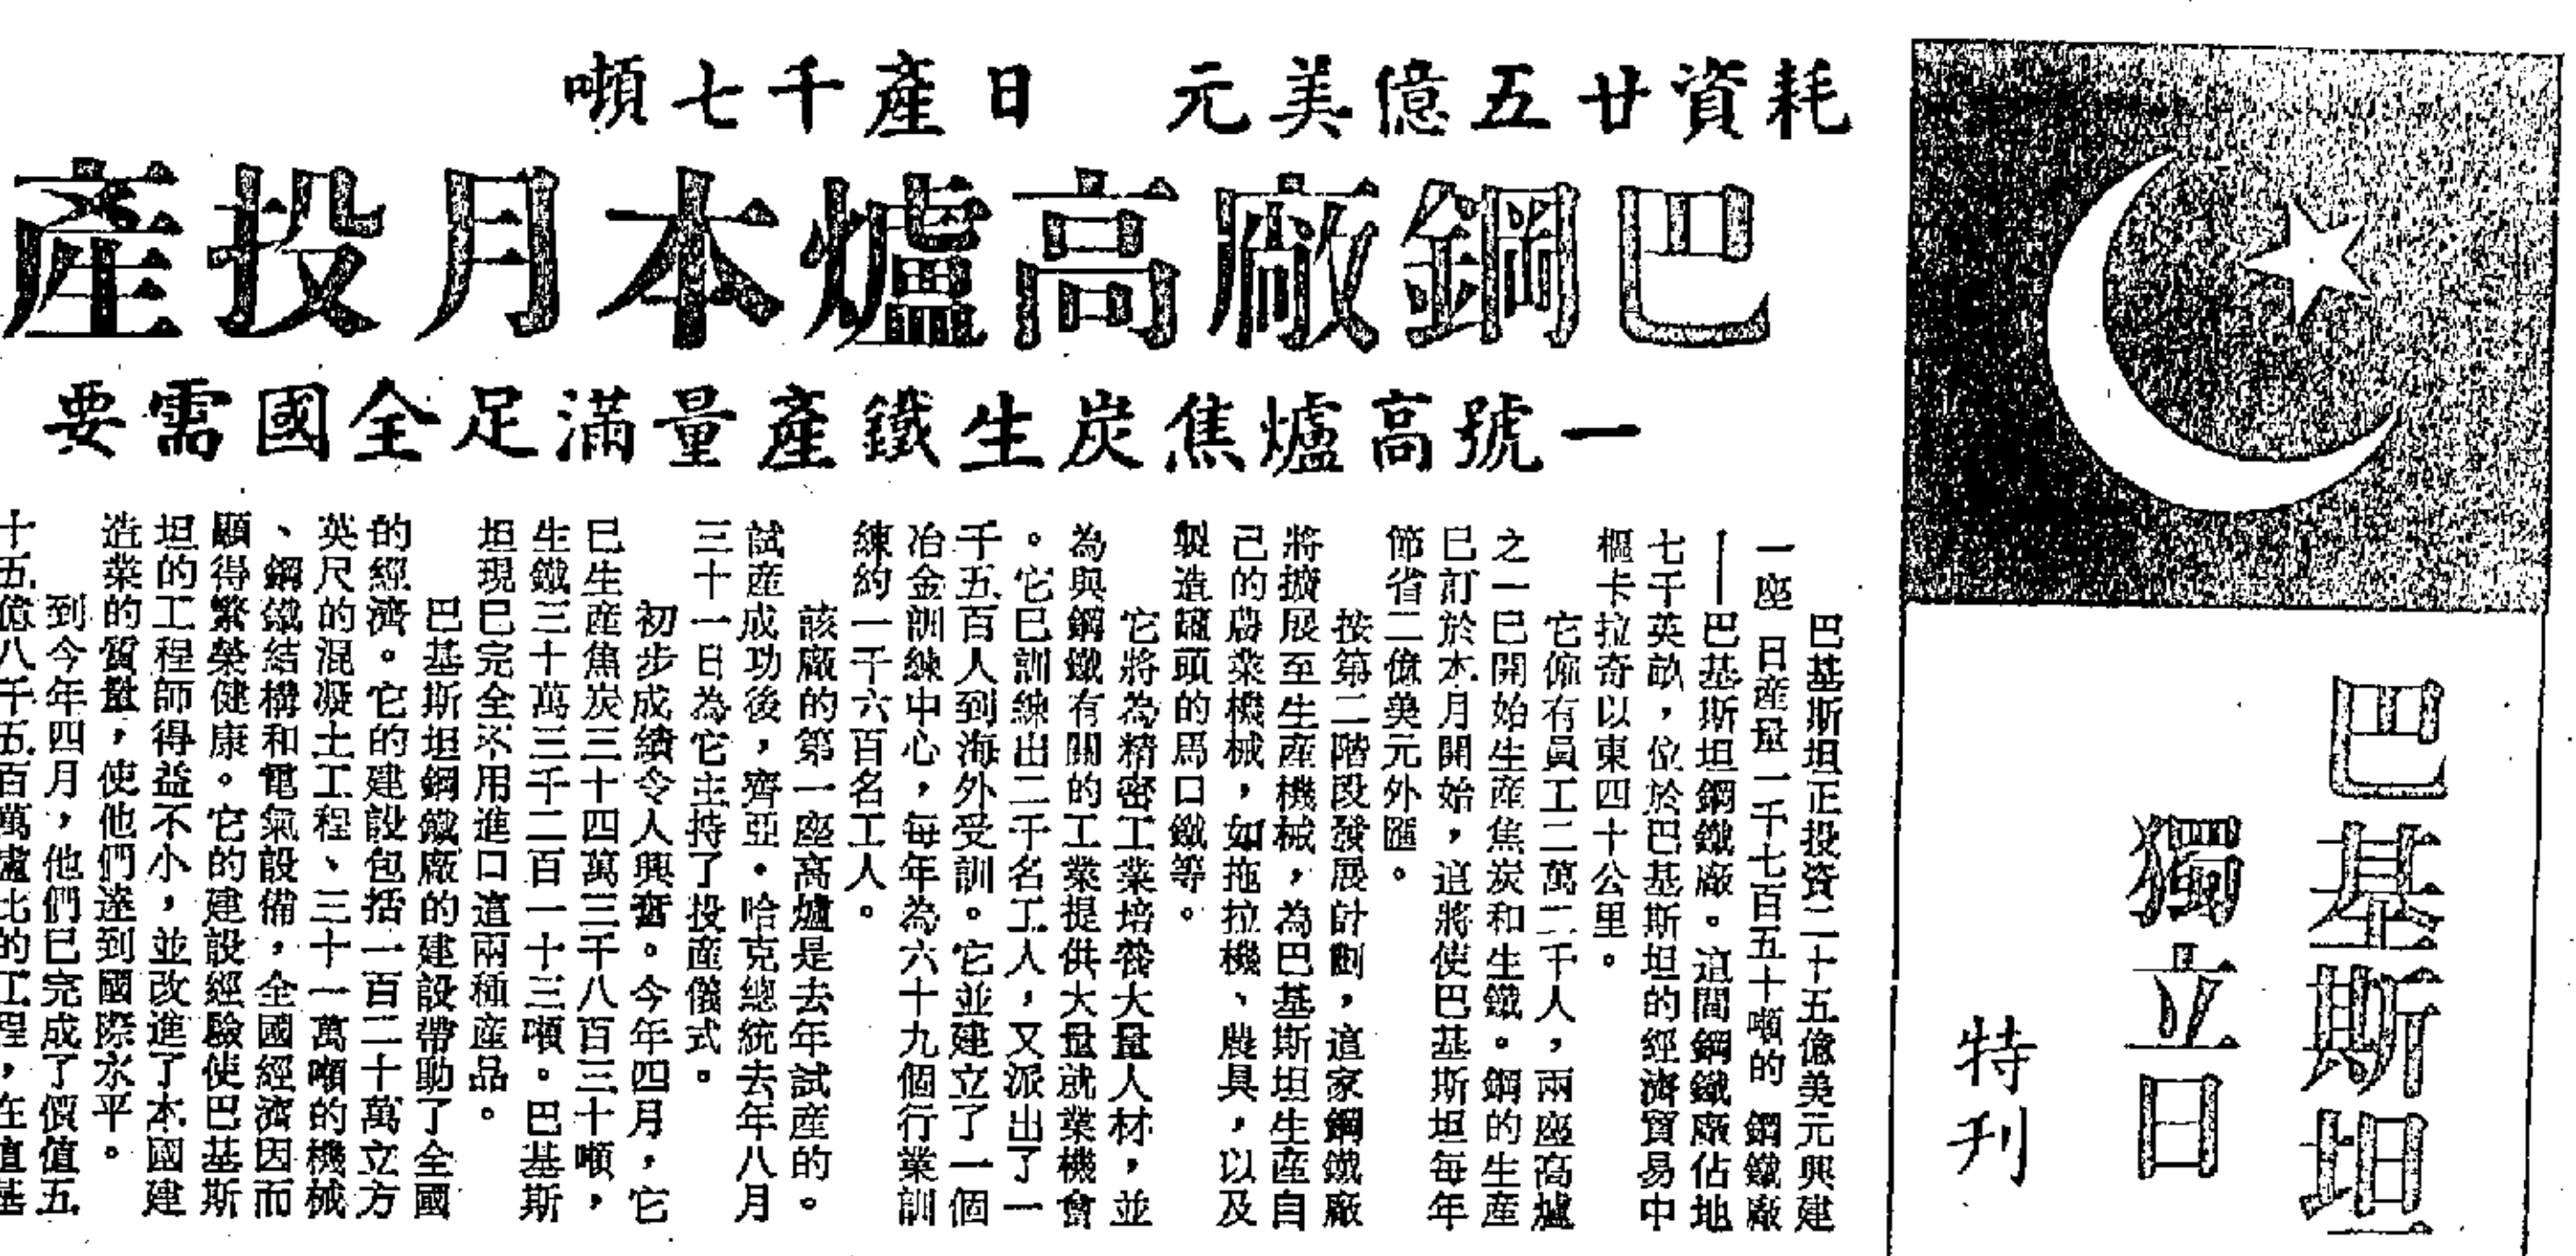 巴基斯坦
獨立日
特刊
耗資廿五億美元　日產千七噸
巴鋼廠高爐本月投產
一號高爐焦炭生鐵產量滿足全國需要
巴基斯坦正投資二十五億美元興建
一座日產量一千七百五十噸的鋼鐵廠
──巴基斯坦鋼鐵廠。這間鋼鐵廠佔地
七千英畝，位於巴基斯坦的經濟貿易中
樞卡拉奇以東四十公里。
它僱有員工二萬二千人，兩座高爐
之一已開始生產焦炭和生鐵。鋼的生產
已訂於本月開始，這將使巴基斯坦每年
節省二億美元外匯。
按第二階段發展計劃，這家鋼鐵廠
將擴展至生產機械，為巴基斯坦生產自
己的農業機械，如拖拉機、農具，以及
製造罐頭的馬口鐵等。
它將為精密工業培養大量人材，並
為與鋼鐵有關的工業提供大量就業機會
。它已訓練出二千名工人，又派出了一
千五百人到海外受訓。它並建立了一個
冶金訓練中心，每年為六十九個行業訓
練約一千六百名工人。
該廠的第一座高爐是去年試產的。
試產成功後，齊亞·哈克總統去年八月
三十一日為它主持了投產儀式。
初步成績令人興奮。今年四月，它
已生產焦炭三十四萬三千八百三十噸，
生鐵三十萬三千二百一十三噸。巴基斯
坦現已完全不用進口這兩種產品。
巴基斯坦鋼鐵廠的建設帶動了全國
的經濟。它的建設包括一百二十萬立方
英尺的混凝土工程、三十一萬噸的機械
、鋼鐵結構和電氣設備，全國經濟因而
顯得繁榮健康。它的建設經驗使巴基斯
坦的工程師得益不小，並改進了本國建
造業的質量，使他們達到國際水平。
到今年四月，他們已完成了價值五
十五億八千五百萬盧比的工程，在這基